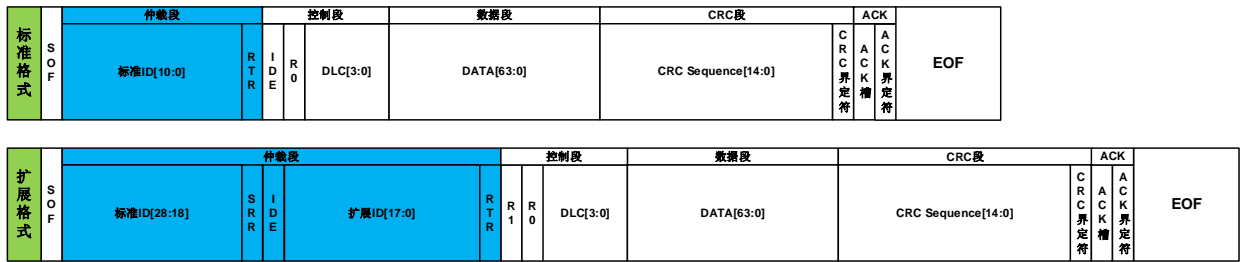 标准格式
SOF
仲裁段
标准ID[10:0]
RTR
控制段
IDE
R0
DLC[3:0]
数据段
DATA[63:0]
CRC段
CRC Sequence[14:0]
CRC界定符
ACK
ACK槽
ACK界定符
EOF
扩展格式
SOF
仲裁段
标准ID[28:18]
SRR
IDE
扩展ID[17:0]
RTR
控制段
R1
R0
DLC[3:0]
数据段
DATA[63:0]
CRC段
CRC Sequence[14:0]
CRC界定符
ACK
ACK槽
ACK界定符
EOF